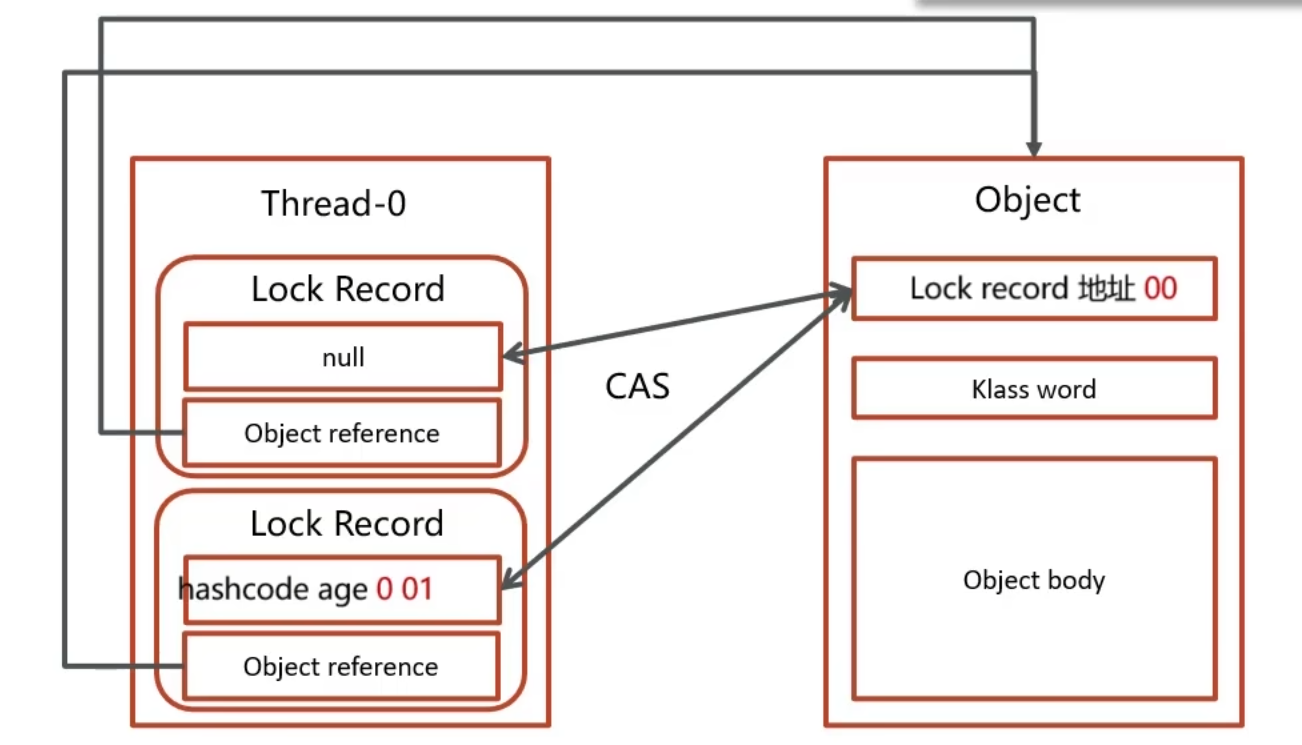 Thread-0
Lock Record
null
Object reference
Lock Record
hashcode age 0 01
Object reference
CAS
Object
Lock record 地址 00
Klass word
Object body